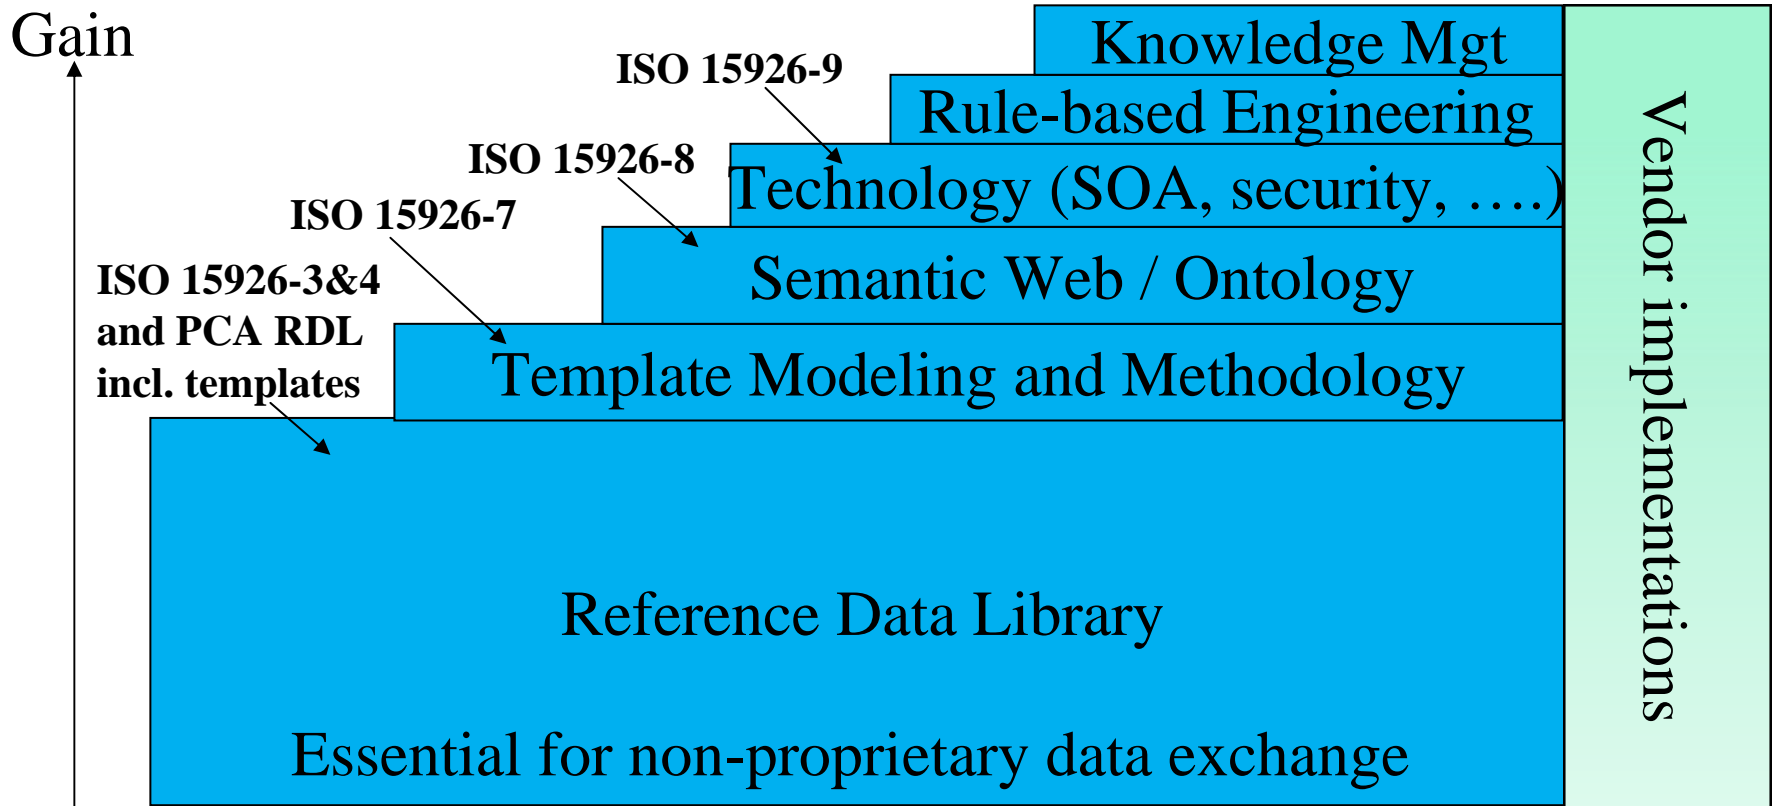 Gain
Knowledge Mgt
ISO 15926-9
Rule-based Engineering
ISO 15926-8
Technology (SOA, security, ….)
ISO 15926-7
Semantic Web / Ontology
ISO 15926-3&4
and PCA RDL
incl. templates
Template Modeling and Methodology
Reference Data Library
Essential for non-proprietary data exchange
Vendor implementations